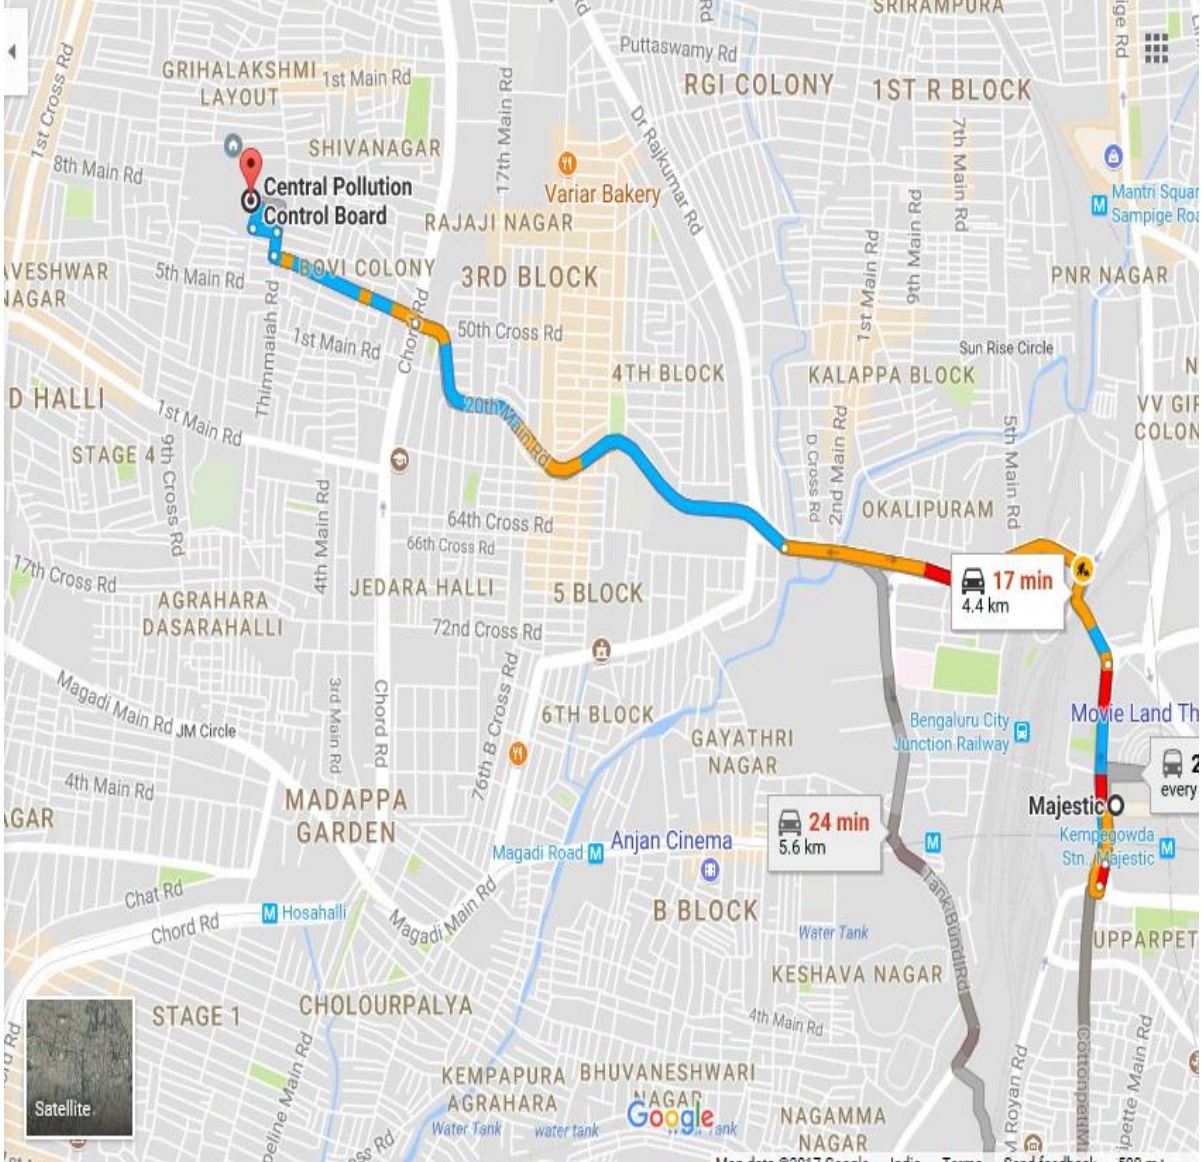 SRIRAMPURA
Puttaswamy Rd
GRIHALAKSHMI
LAYOUT
1st Main Rd
RGI COLONY
1ST R BLOCK
1st Cross Rd
17th Main Rd
Dr Rajkumar Rd
7th Main Rd
SHIVANAGAR
8th Main Rd
Central Pollution
Control Board
Variar Bakery
RAJAJI NAGAR
9th Main Rd
1st Main Rd
PNR NAGAR
5th Main Rd
BOVI COLONY
3RD BLOCK
Thimmaiah Rd
1st Main Rd
Chord Rd
50th Cross Rd
4TH BLOCK
Sun Rise Circle
KALAPPA BLOCK
D HALLI
1st Main Rd
20th Main Rd
STAGE 4
9th Cross Rd
D Cross Rd
2nd Main Rd
5th Main Rd
4th Main Rd
64th Cross Rd
OKALIPURAM
66th Cross Rd
17th Cross Rd
AGRAHARA
DASARAHALLI
JEDARA HALLI
5 BLOCK
17 min
4.4 km
72nd Cross Rd
Magadi Main Rd
JM Circle
3rd Main Rd
Chord Rd
76th B Cross Rd
6TH BLOCK
GAYATHRI
NAGAR
Bengaluru City
Junction Railway
Movie Land Th
4th Main Rd
MADAPPA
GARDEN
24 min
5.6 km
2
every
Majestic
Kempegowda
Stn., Majestic
Magadi Road
Anjan Cinema
Chat Rd
Chord Rd
Hosahalli
Magadi Main Rd
B BLOCK
Water Tank
Tank Bund Rd
UPPARPET
KESHAVA NAGAR
STAGE 1
CHOLOURPALYA
4th Main Rd
Satellite
KEMPAPURA
AGRAHARA
BHUVANESHWARI
NAGAR
Google
NAGAMMA
NAGAR
Water Tank
water tank
M Royan Rd
Map data ©2017 Google India Terms Send feedback